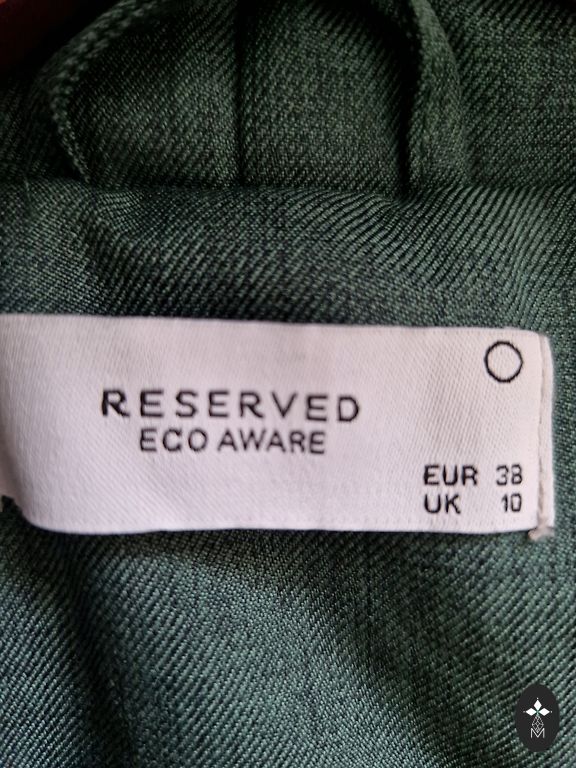 RESERVED
ECO AWARE
EUR 38
UK 10